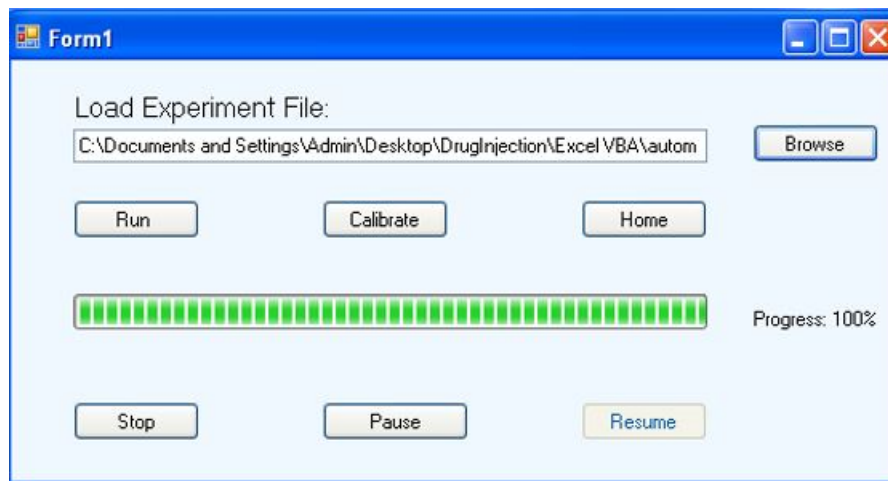 Form1
Load Experiment File:
C:\Documents and Settings\Admin\Desktop\DrugInjection\Excel VBA\autom
Browse
Run Calibrate Home
Progress: 100%
Stop Pause Resume